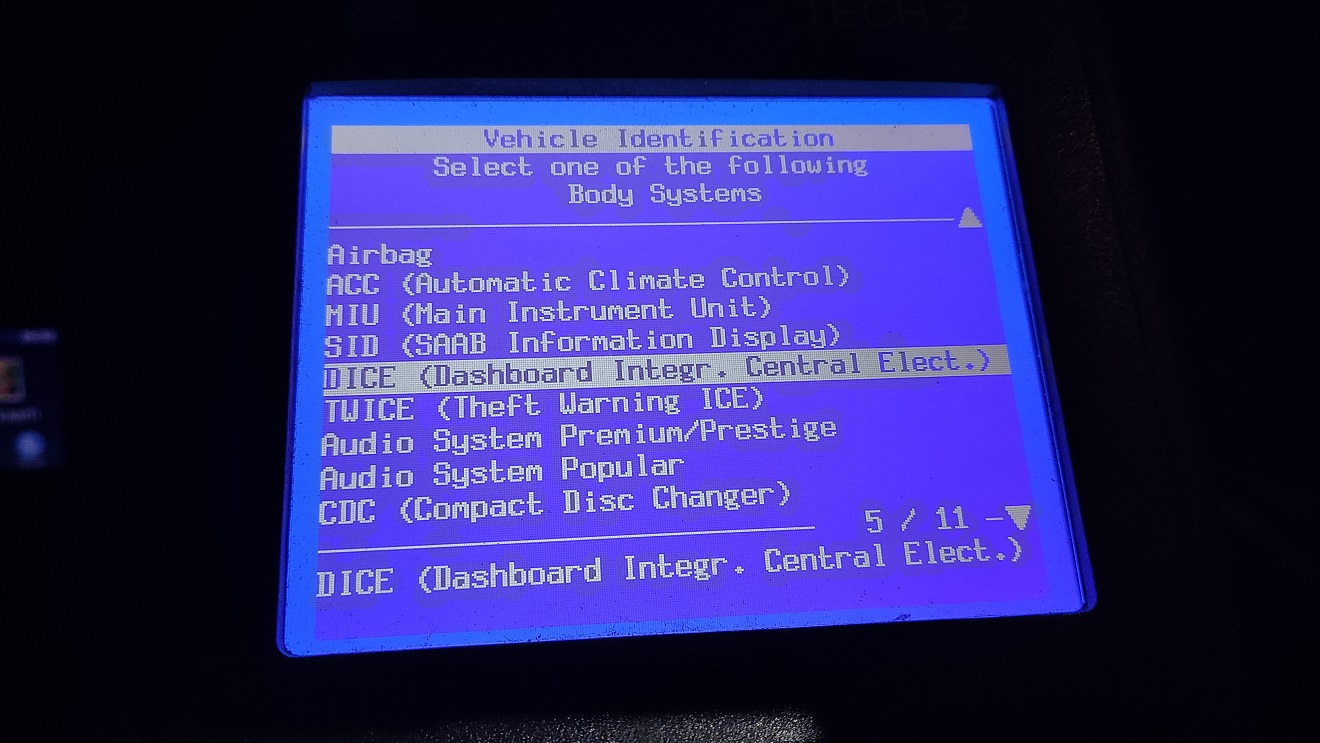 TECH 2
Vehicle Identification
Select one of the following
Body Systems
Airbag
ACC (Automatic Climate Control)
MIU (Main Instrument Unit)
SID (SAAB Information Display)
DICE (Dashboard Integr. Central Elect.)
TWICE (Theft Warning ICE)
Audio System Premium/Prestige
Audio System Popular
CDC (Compact Disc Changer)
5 / 11 -
DICE (Dashboard Integr. Central Elect.)